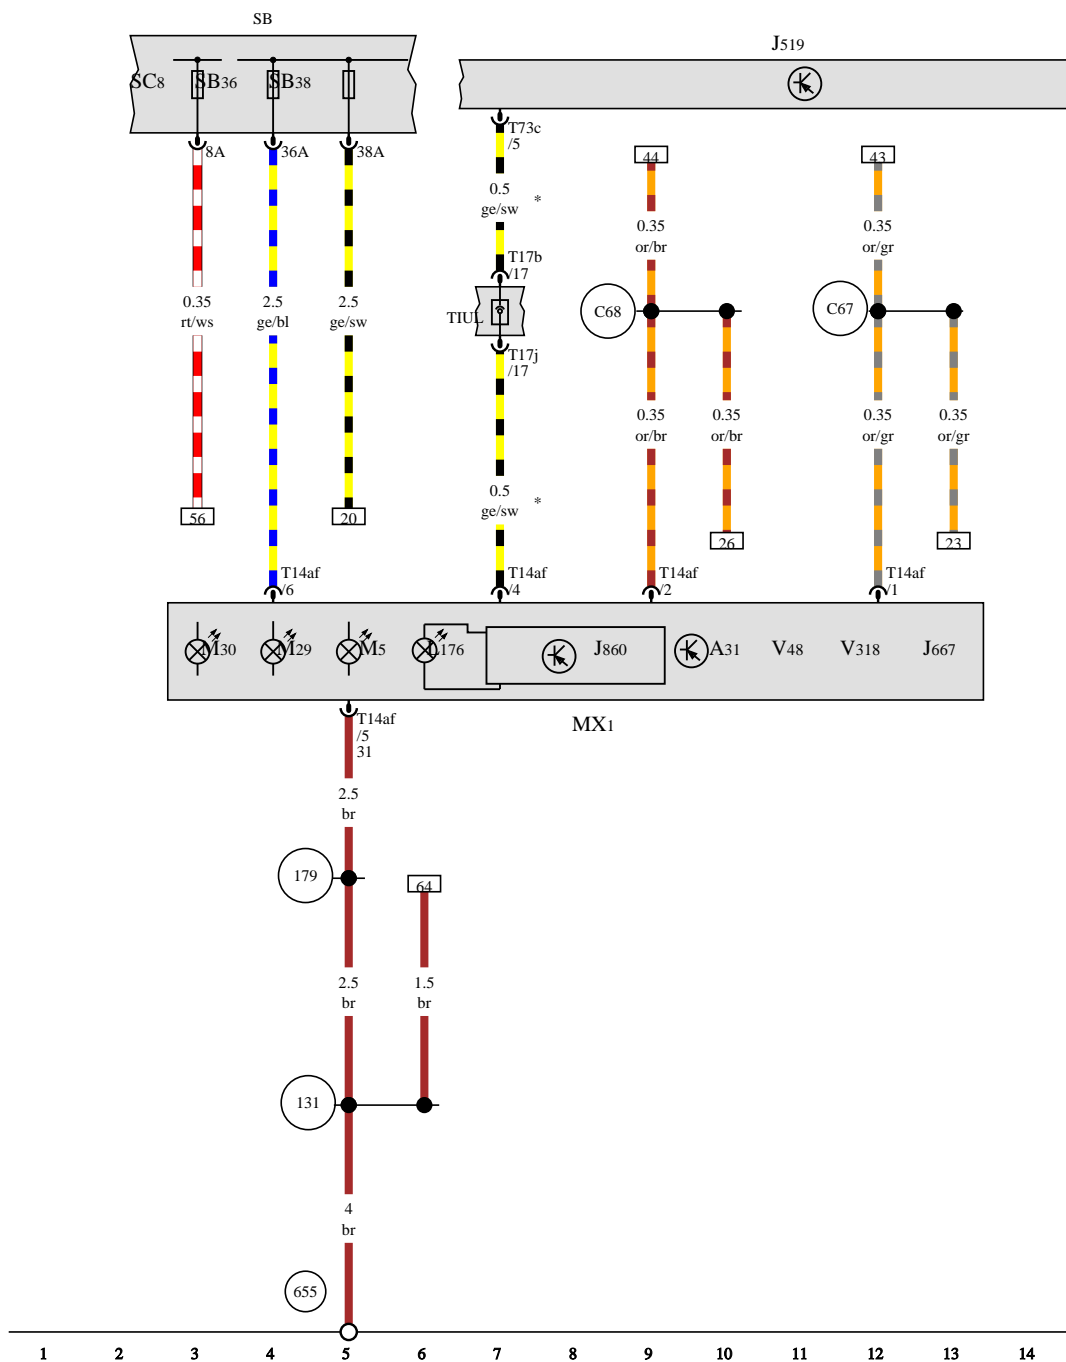 SB
J519
SC8 SB36 SB38
8A 36A 38A
T73c
/5
44 43
0.5
ge/sw *
0.35
or/br
0.35
or/gr
T17b
/17
0.35
rt/ws
2.5
ge/bl
2.5
ge/sw
TIUL
C68
C67
T17j
/17
0.35
or/br
0.35
or/br
0.35
or/gr
0.35
or/gr
0.5
ge/sw *
56 20
26 23
T14af
/6
T14af
/4
T14af
/2
T14af
/1
M30 M29 M5 L176 J860 A31 V48 V318 J667
MX1
T14af
/5
31
2.5
br
179
64
2.5
br
1.5
br
131
4
br
655
1 2 3 4 5 6 7 8 9 10 11 12 13 14